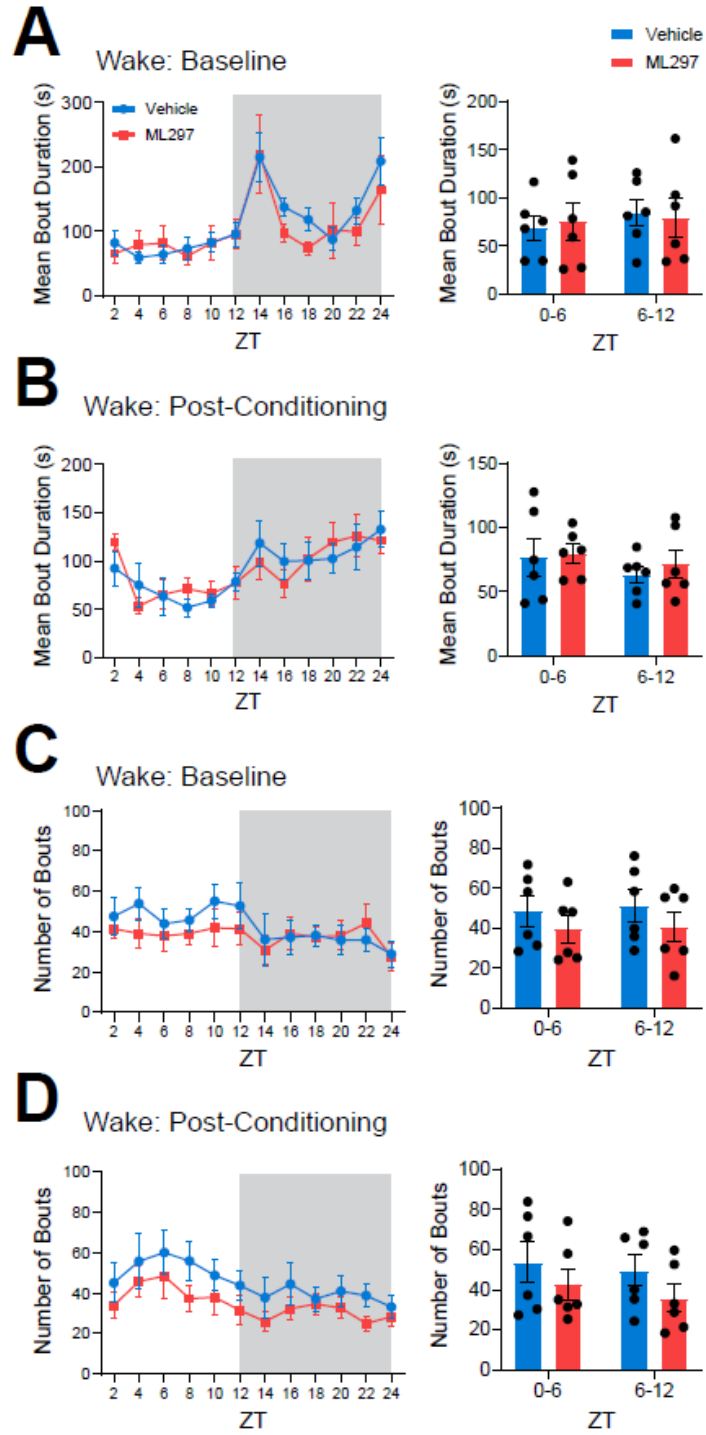 A
Wake: Baseline
Vehicle
ML297
Mean Bout Duration (s)
300
200
100
0
Vehicle
ML297
2 4 6 8 10 12 14 16 18 20 22 24
ZT
Mean Bout Duration (s)
200
150
100
50
0
0-6 6-12
ZT
B
Wake: Post-Conditioning
Mean Bout Duration (s)
200
150
100
50
0
2 4 6 8 10 12 14 16 18 20 22 24
ZT
Mean Bout Duration (s)
150
100
50
0
0-6 6-12
ZT
C
Wake: Baseline
Number of Bouts
100
80
60
40
20
0
2 4 6 8 10 12 14 16 18 20 22 24
ZT
Number of Bouts
100
80
60
40
20
0
0-6 6-12
ZT
D
Wake: Post-Conditioning
Number of Bouts
100
80
60
40
20
0
2 4 6 8 10 12 14 16 18 20 22 24
ZT
Number of Bouts
100
80
60
40
20
0
0-6 6-12
ZT